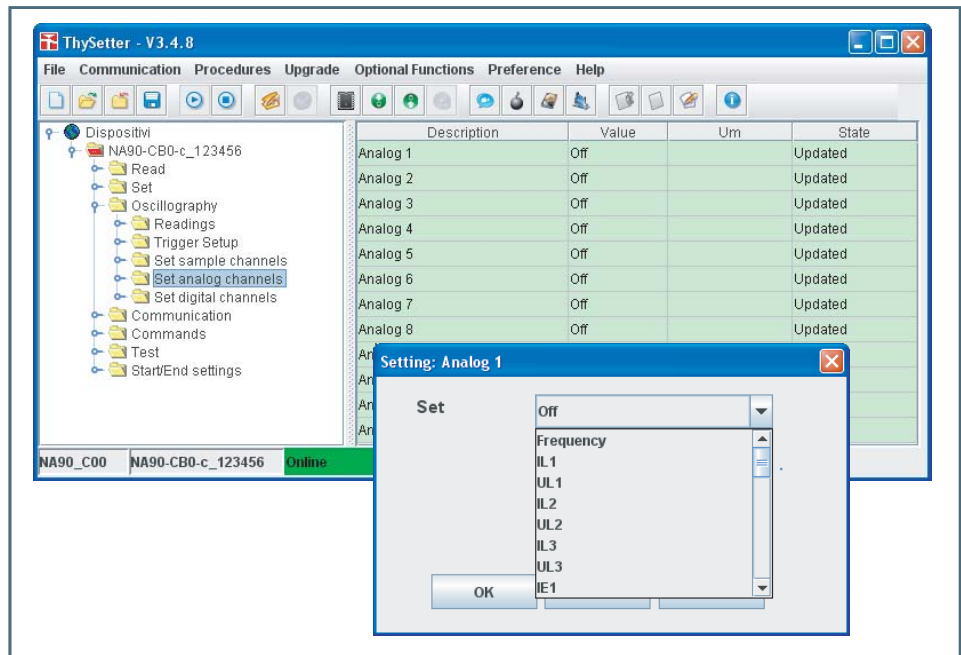 ThySetter - V3.4.8
File Communication Procedures Upgrade Optional Functions Preference Help
Dispositivi
NA90-CB0-c_123456
Read
Set
Oscillography
Readings
Trigger Setup
Set sample channels
Set analog channels
Set digital channels
Communication
Commands
Test
Start/End settings
Description Value Um State
Analog 1 Off Updated
Analog 2 Off Updated
Analog 3 Off Updated
Analog 4 Off Updated
Analog 5 Off Updated
Analog 6 Off Updated
Analog 7 Off Updated
Analog 8 Off Updated
An
An
An
An
NA90_C00 NA90-CB0-c_123456 Online
Setting: Analog 1
Set Off
Frequency
IL1
UL1
IL2
UL2
IL3
UL3
IE1
OK